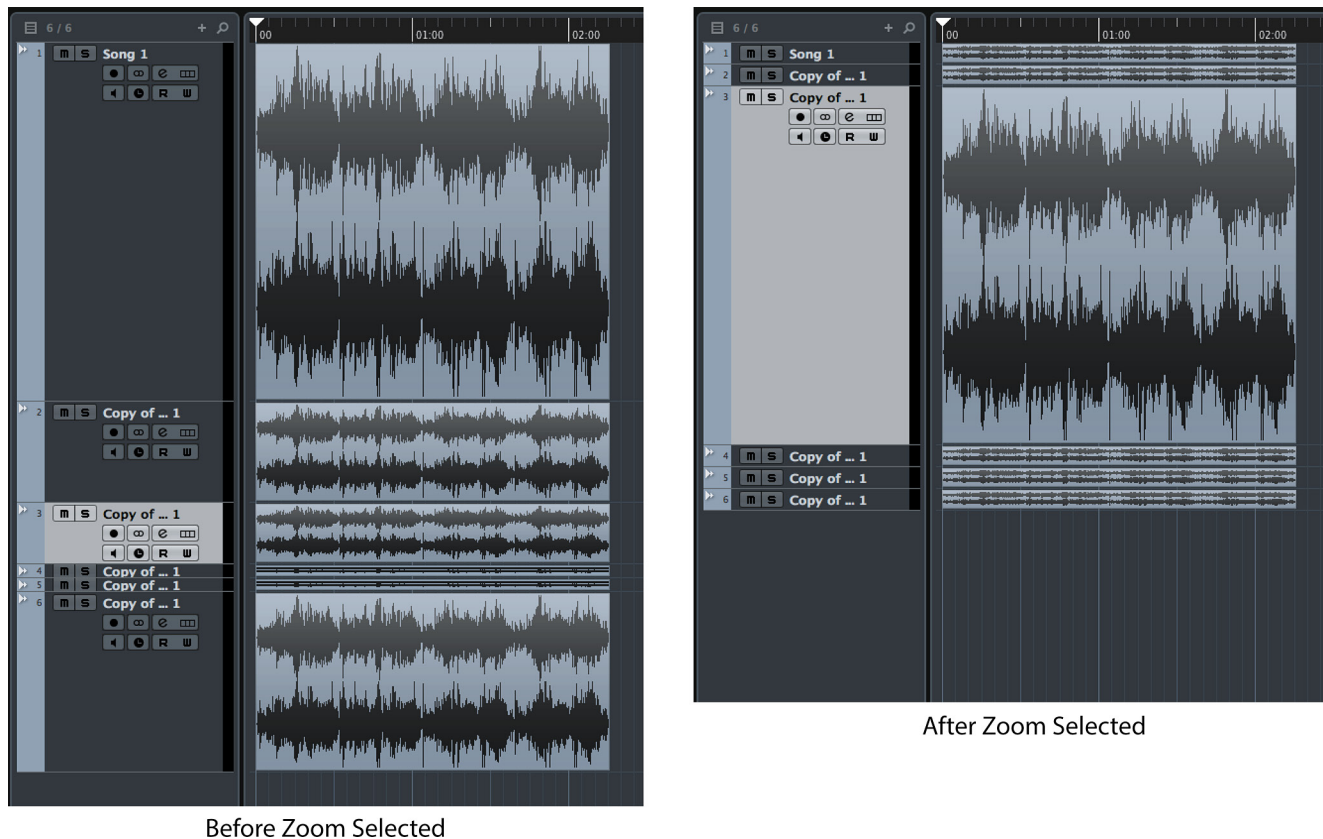 6 / 6 +
00 01:00 02:00
1 m S Song 1
R W
2 m S Copy of ... 1
R W
3 m S Copy of ... 1
R W
4 m S Copy of ... 1
5 m S Copy of ... 1
6 m S Copy of ... 1
R W
Before Zoom Selected
6 / 6 +
00 01:00 02:00
1 m S Song 1
2 m S Copy of ... 1
3 m S Copy of ... 1
R W
4 m S Copy of ... 1
5 m S Copy of ... 1
6 m S Copy of ... 1
After Zoom Selected